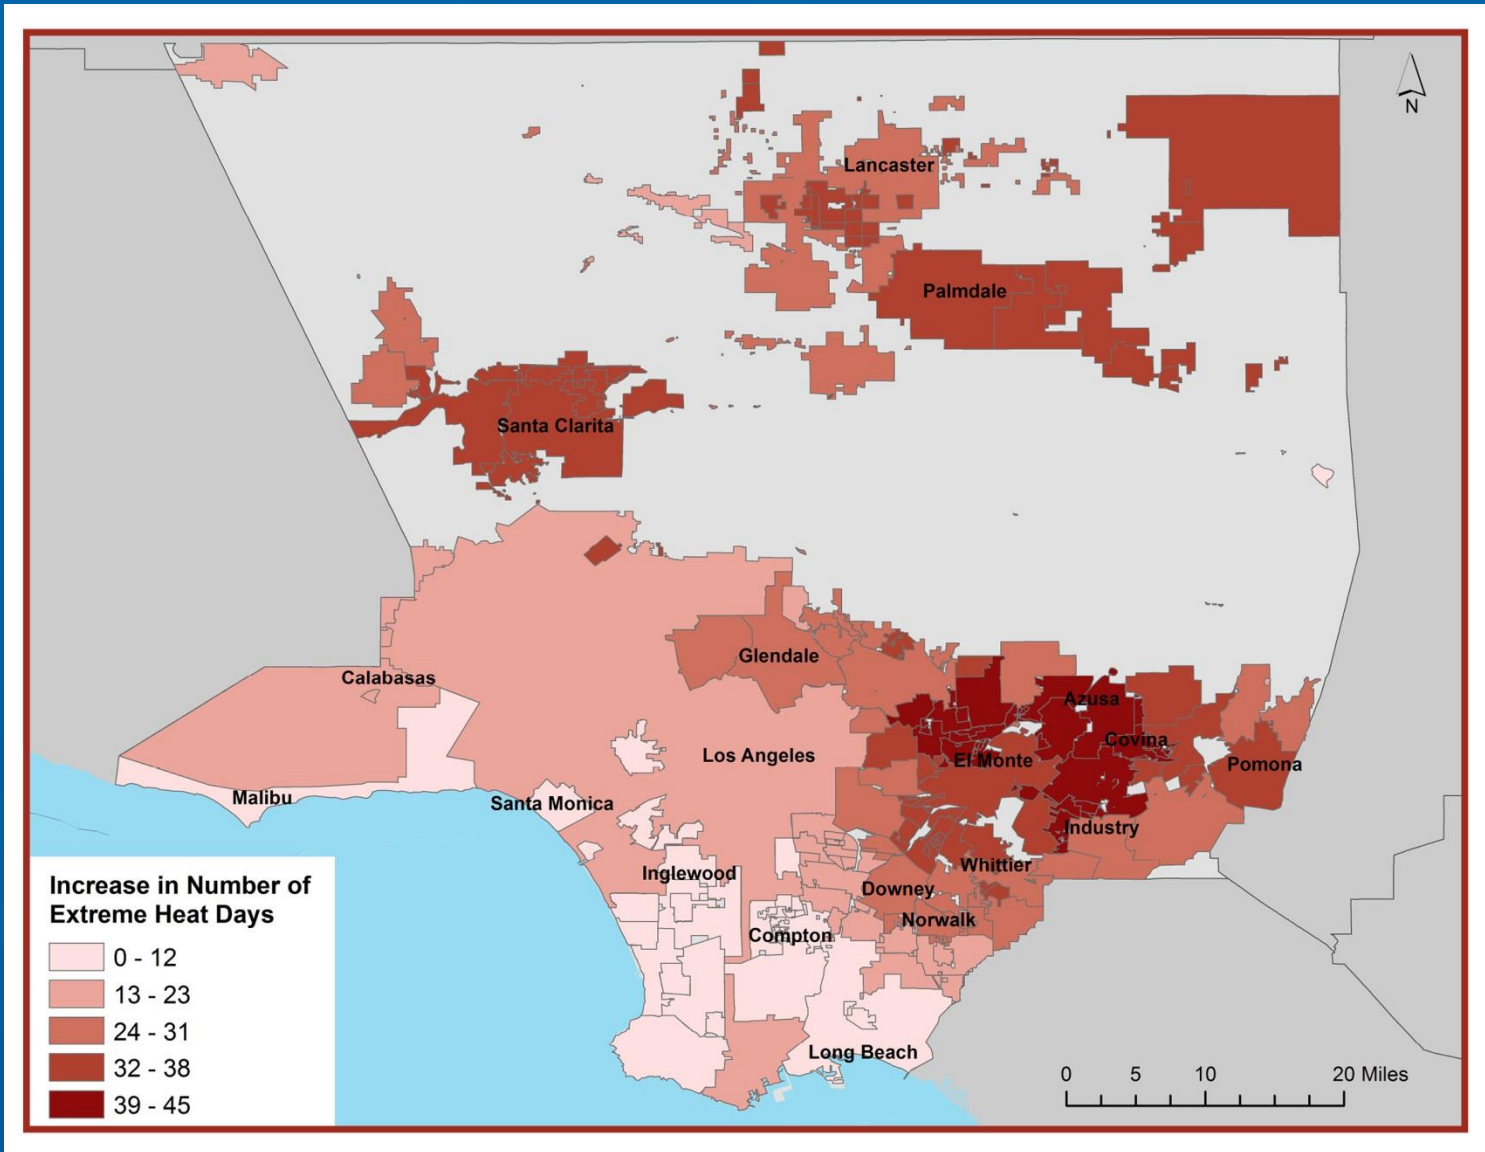 N
Lancaster
Palmdale
Santa Clarita
Glendale
Calabasas
Azusa
Covina
Los Angeles
El Monte
Pomona
Malibu
Santa Monica
Industry
Whittier
Inglewood
Downey
Norwalk
Compton
Long Beach
Increase in Number of
Extreme Heat Days
0 - 12
13 - 23
24 - 31
32 - 38
39 - 45
0 5 10 20 Miles